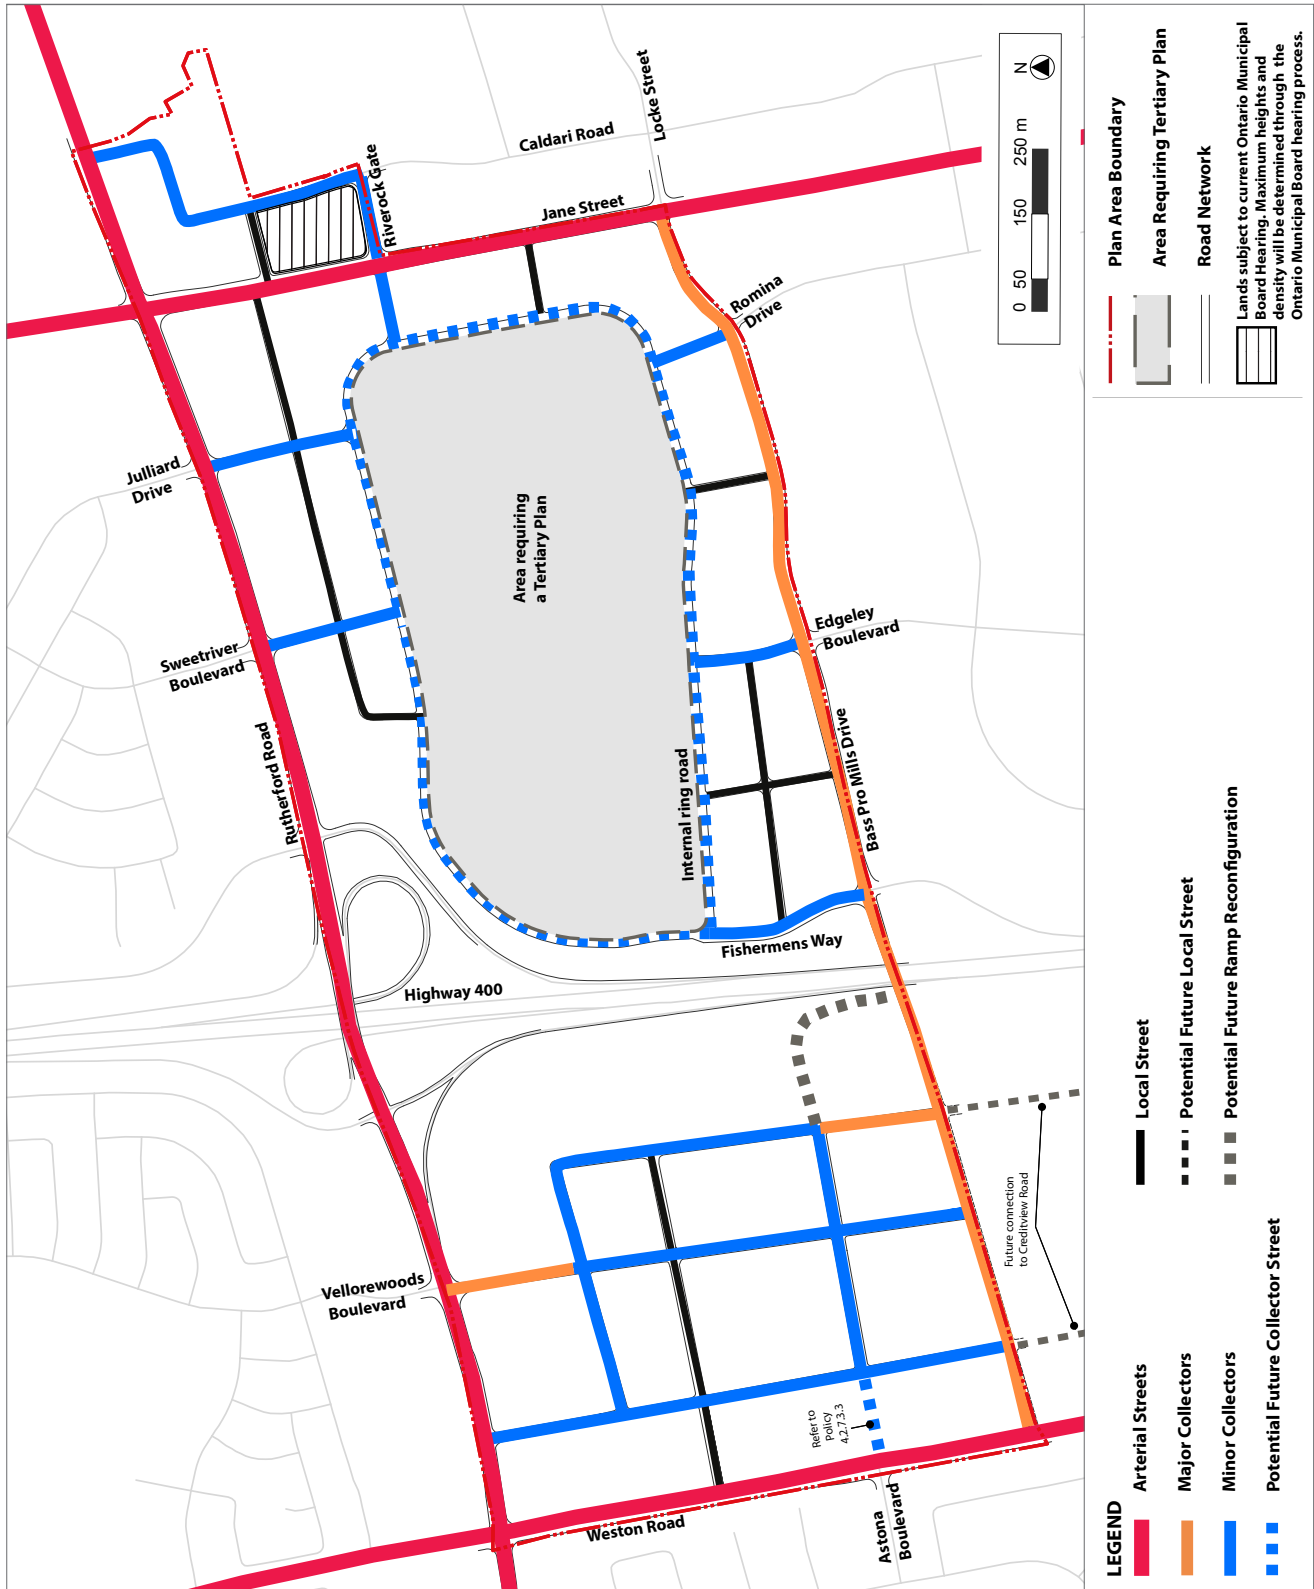 Julliard
Drive
Sweetriver
Boulevard
Rutherford Road
Vellorewoods
Boulevard
Highway 400
Weston Road
Astona
Boulevard
Refer to
Policy
4.2.7.3.3
Future connection
to Creditview Road
Fishermens Way
Internal ring road
Area requiring
a Tertiary Plan
Bass Pro Mills Drive
Edgeley
Boulevard
Romina
Drive
Jane Street
Riverock Gate
Caldari Road
Locke Street
N
0 50 150 250 m
LEGEND
Arterial Streets
Major Collectors
Minor Collectors
Potential Future Collector Street
Local Street
Potential Future Local Street
Potential Future Ramp Reconfiguration
Plan Area Boundary
Area Requiring Tertiary Plan
Road Network
Lands subject to current Ontario Municipal
Board Hearing. Maximum heights and
density will be determined through the
Ontario Municipal Board hearing process.